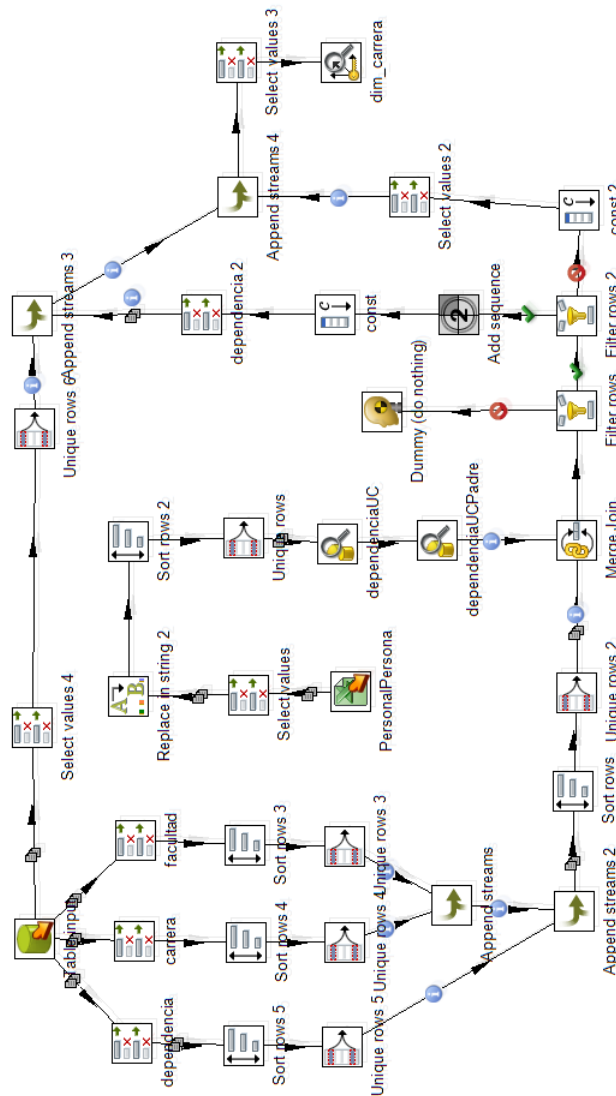 Table input
Select values 4
Unique rows 6
Append streams 3
dependencia
carrera
facultad
Replace in string 2
Sort rows 2
Sort rows 5
Sort rows 4
Sort rows 3
Select values
Unique rows
dependencia 2
Append streams 4
Select values 3
Unique rows 5
Unique rows 4
Unique rows 3
PersonalPersona
dependenciaUC
const
dim_carrera
Dummy (do nothing)
dependenciaUCPadre
Select values 2
Append streams
Add sequence
Append streams 2
Sort rows
Unique rows 2
Merge Join
Filter rows
Filter rows 2
const 2